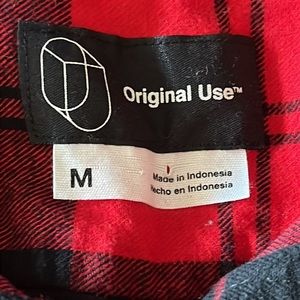 Original Use™
M
Made in Indonesia
Hecho en Indonesia